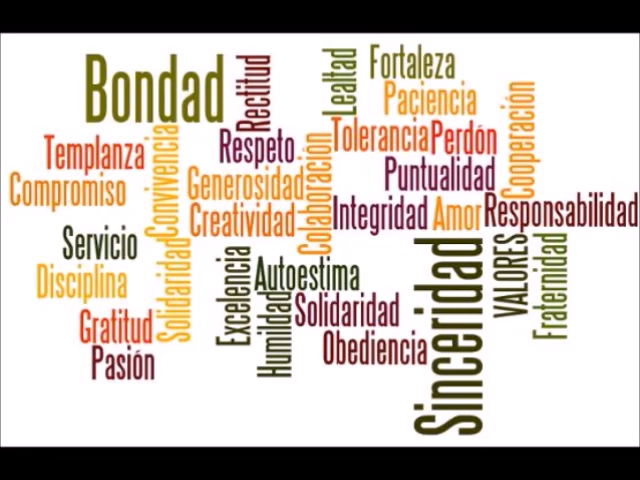 Bondad
Rectitud
Lealtad
Fortaleza
Paciencia
Cooperación
Templanza
Convivencia
Respeto
Colaboración
Tolerancia
Perdón
Compromiso
Generosidad
Puntualidad
Creatividad
Integridad
Amor
Responsabilidad
Servicio
Solidaridad
Excelencia
Autoestima
Sinceridad
VALORES
Fraternidad
Disciplina
Humildad
Solidaridad
Gratitud
Obediencia
Pasión